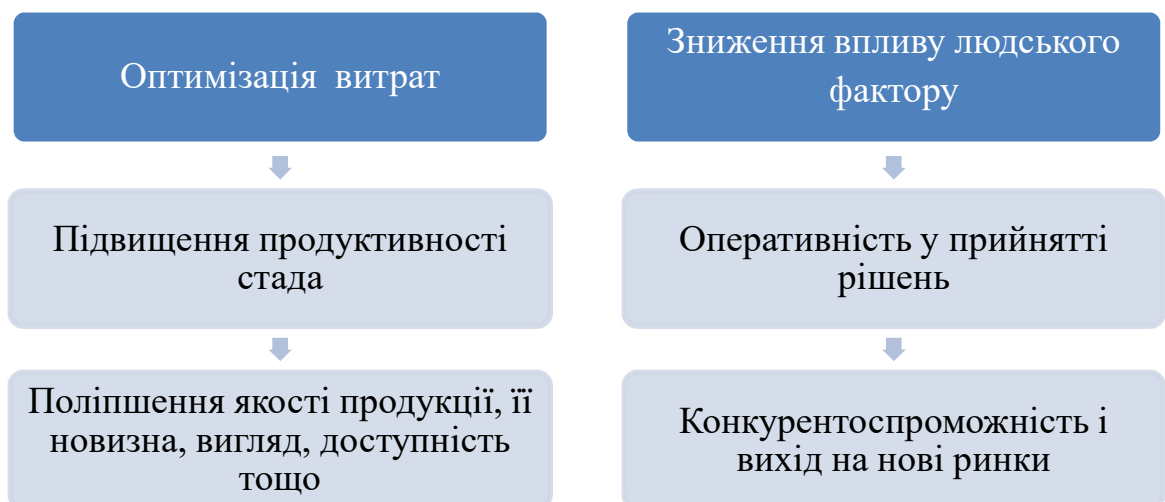 Оптимізація витрат
Підвищення продуктивності
стада
Поліпшення якості продукції, її
новизна, вигляд, доступність
тощо
Зниження впливу людського
фактору
Оперативність у прийнятті
рішень
Конкурентоспроможність і
вихід на нові ринки